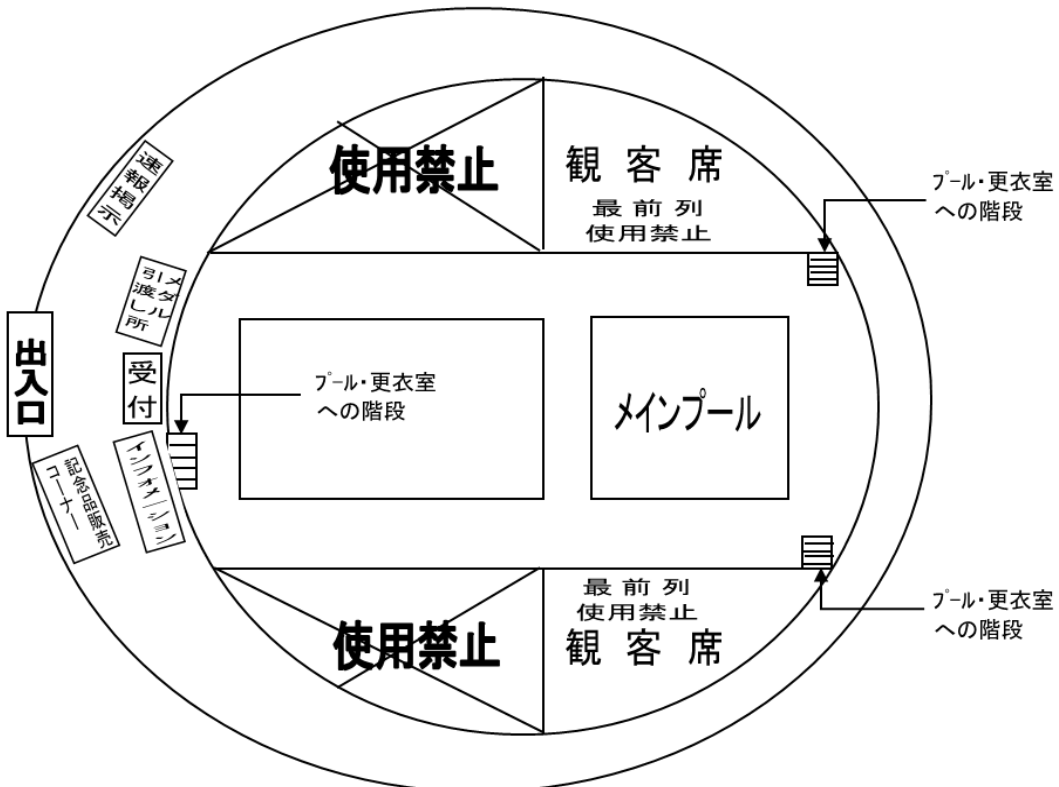 使用禁止
観客席
最前列
使用禁止
プール・更衣室
への階段
速報掲示
メダル
引渡し所
出入口
受付
プール・更衣室
への階段
メインプール
インフォメーション
記念品販売
コーナー
最前列
使用禁止
使用禁止
観客席
プール・更衣室
への階段